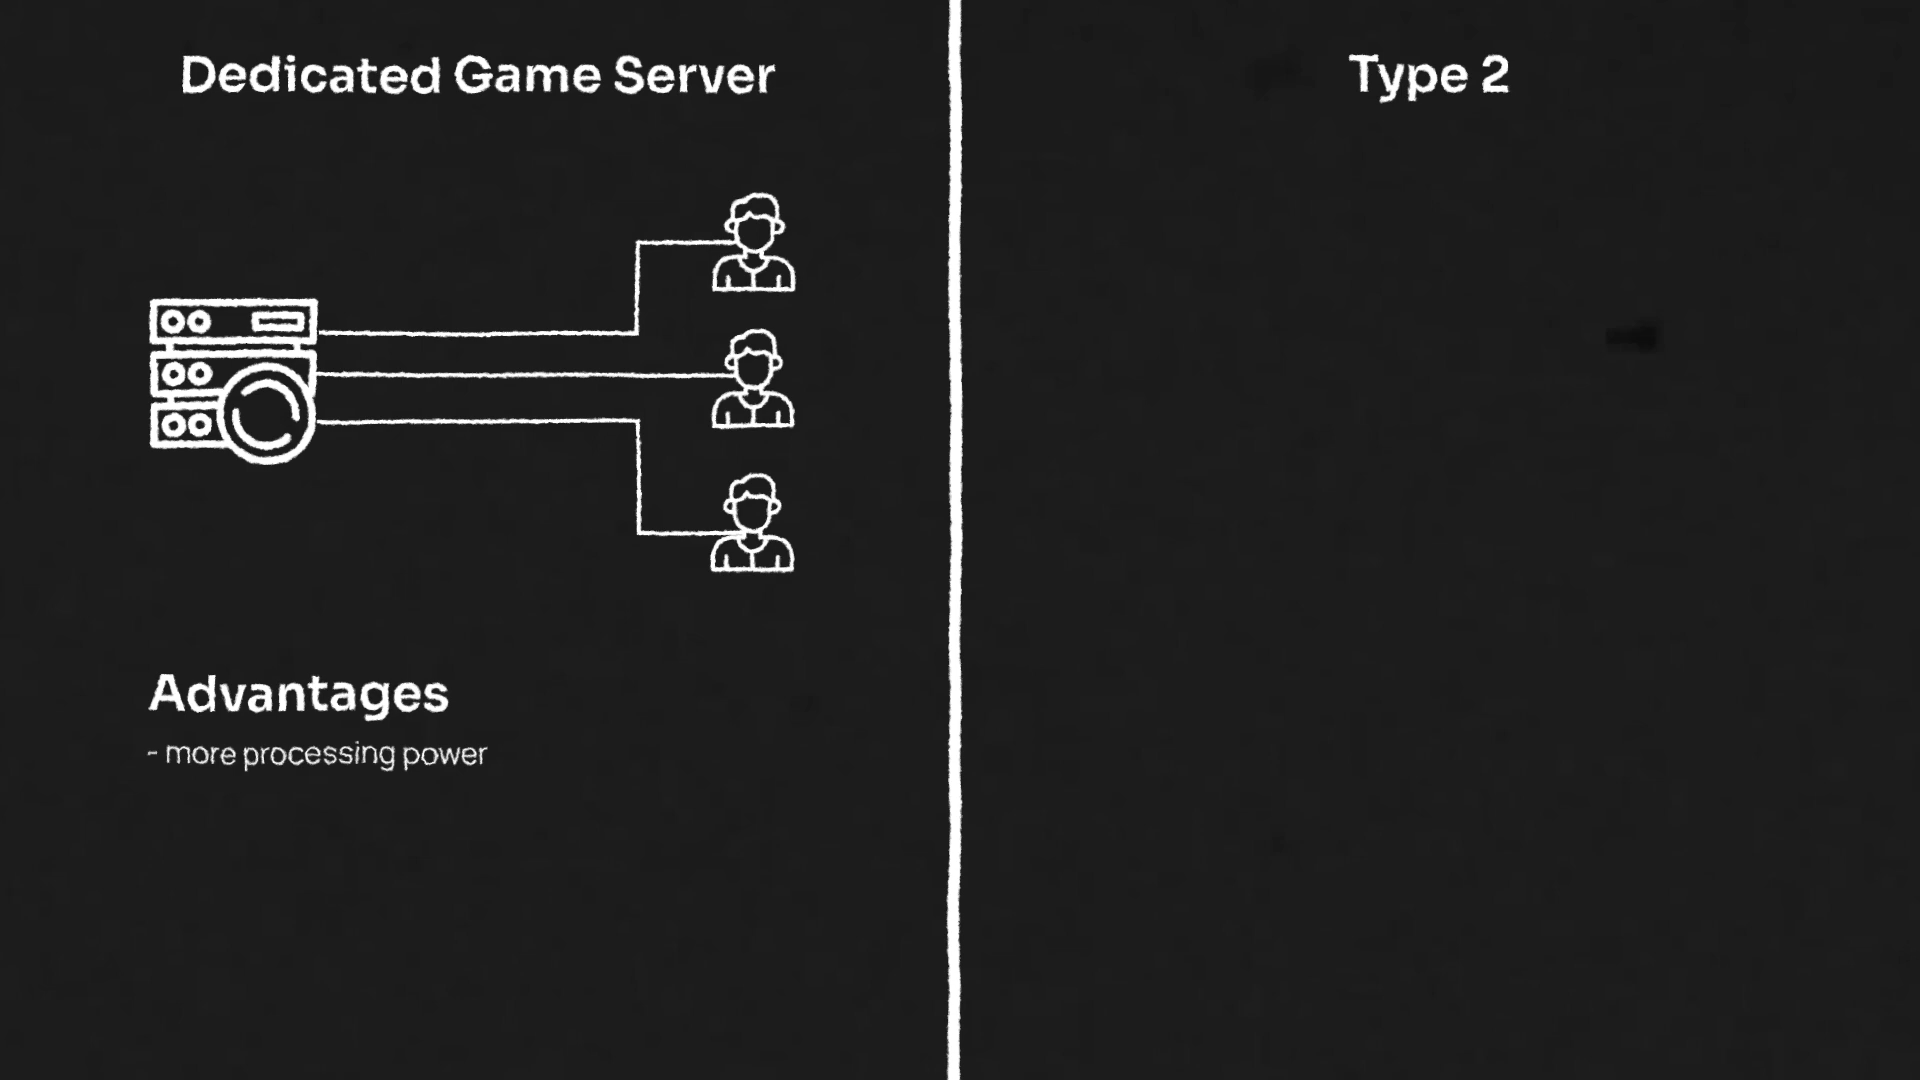 Dedicated Game Server
Advantages
- more processing power
Type 2